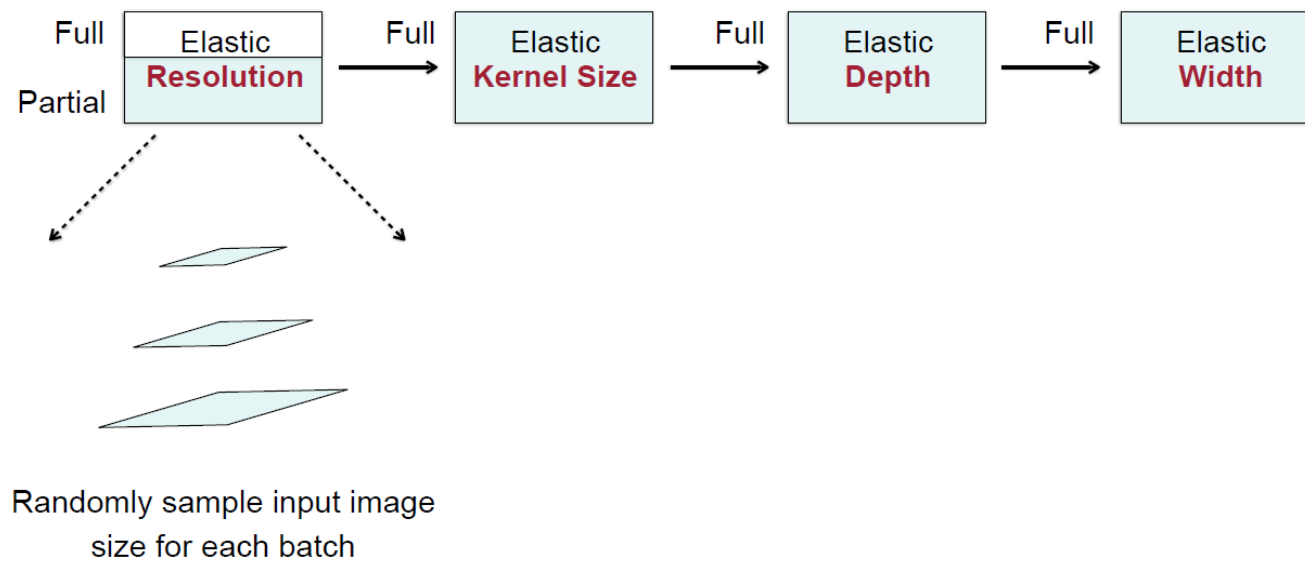 Full
Partial
Elastic
Resolution
Full
Elastic
Kernel Size
Full
Elastic
Depth
Full
Elastic
Width
Randomly sample input image
size for each batch